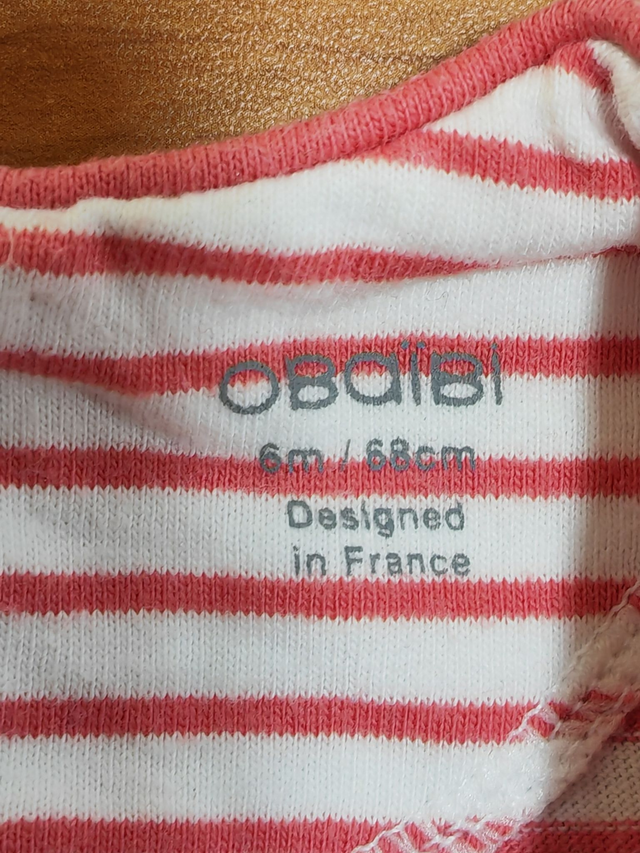 obaïbi
6m / 68cm
Designed
in France